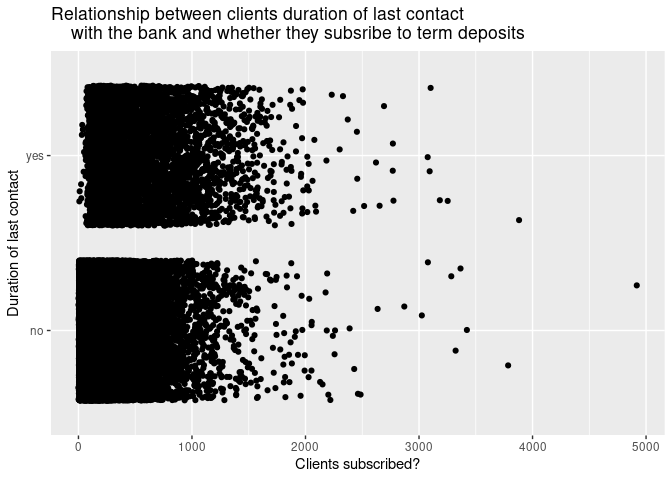 Relationship between clients duration of last contact
with the bank and whether they subsribe to term deposits
Duration of last contact
yes
no
0 1000 2000 3000 4000 5000
Clients subscribed?